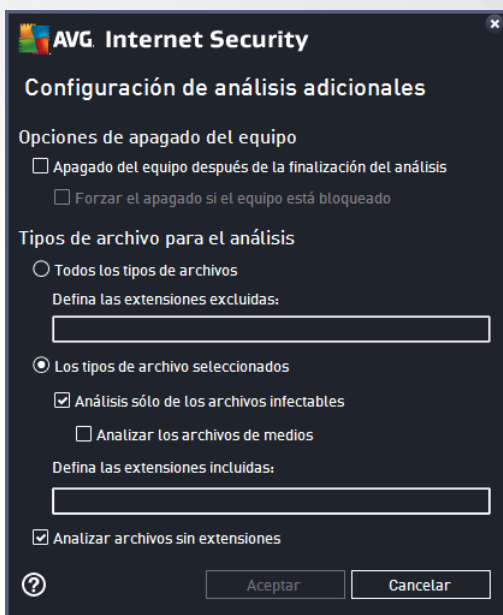 AVG. Internet Security
Configuración de análisis adicionales
Opciones de apagado del equipo
Apagado del equipo después de la finalización del análisis
Forzar el apagado si el equipo está bloqueado
Tipos de archivo para el análisis
Todos los tipos de archivos
Defina las extensiones excluidas:
Los tipos de archivo seleccionados
Análisis sólo de los archivos infectables
Analizar los archivos de medios
Defina las extensiones incluidas:
Analizar archivos sin extensiones
Aceptar Cancelar